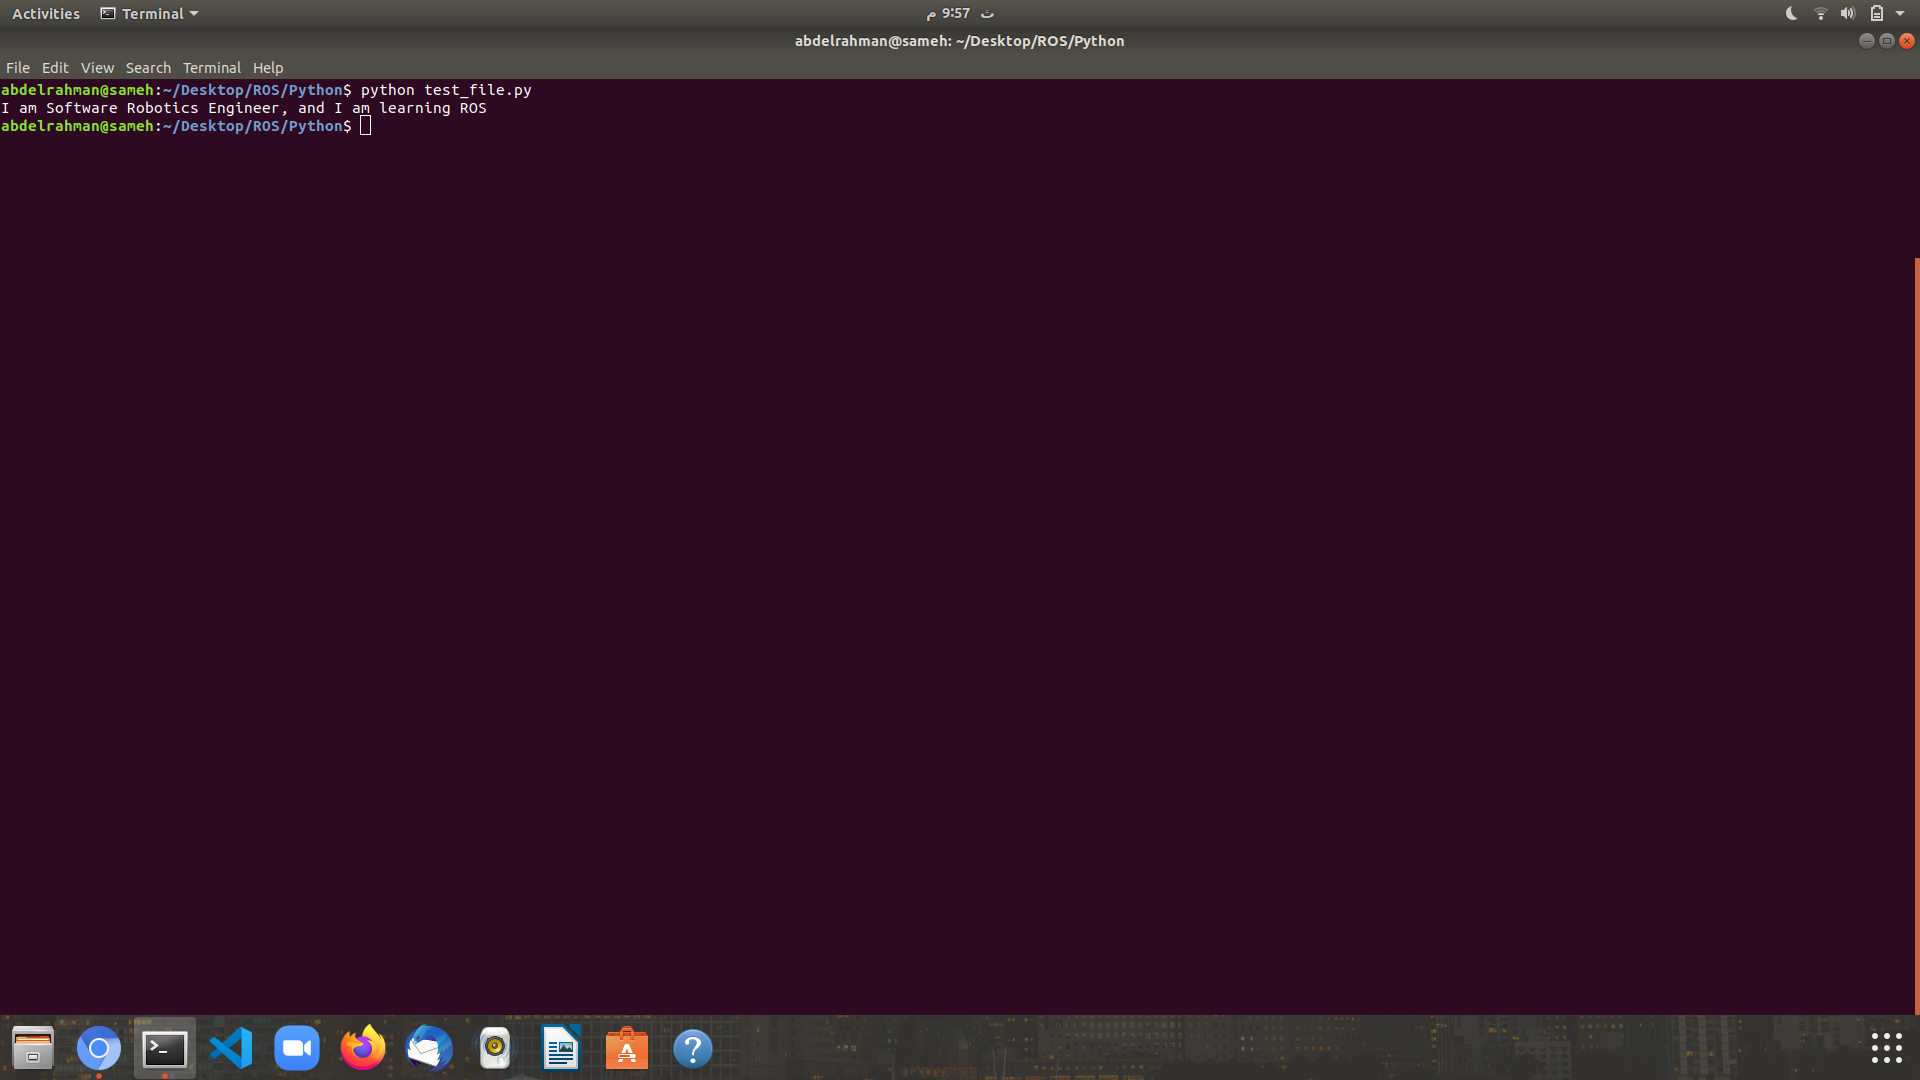 Activities Terminal ث 9:57 م
abdelrahman@sameh: ~/Desktop/ROS/Python
File Edit View Search Terminal Help
abdelrahman@sameh:~/Desktop/ROS/Python$ python test_file.py
I am Software Robotics Engineer, and I am learning ROS
abdelrahman@sameh:~/Desktop/ROS/Python$